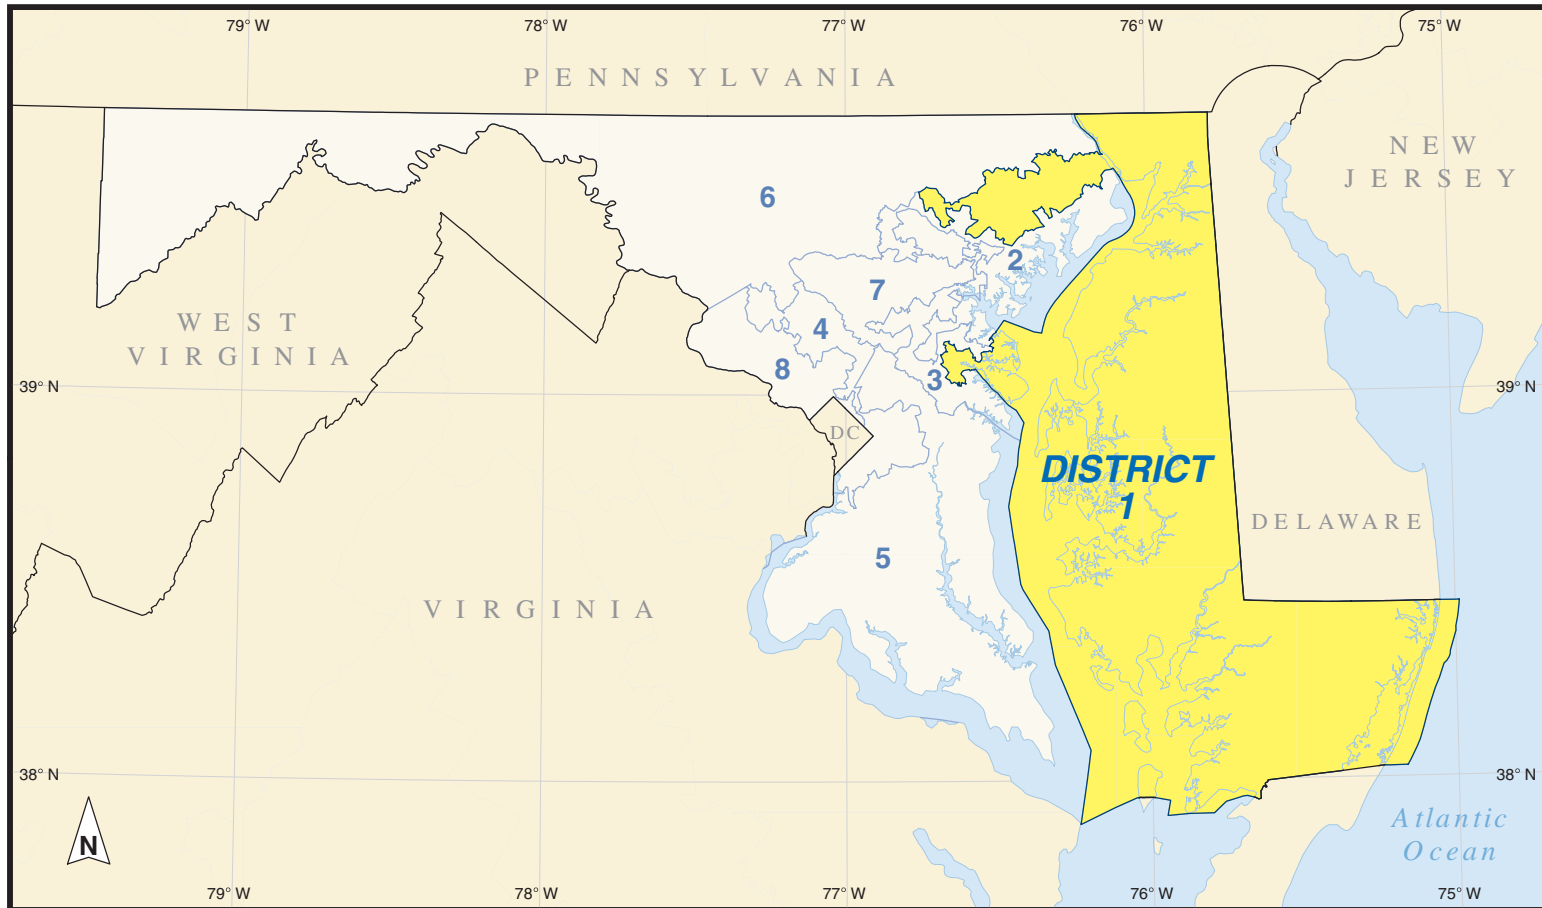 79° W
78° W
77° W
76° W
75° W
PENNSYLVANIA
NEW
JERSEY
6
2
7
WEST
VIRGINIA
4
8
3
39° N
39° N
DC
DISTRICT
1
DELAWARE
5
VIRGINIA
38° N
38° N
N
Atlantic
Ocean
79° W
78° W
77° W
76° W
75° W